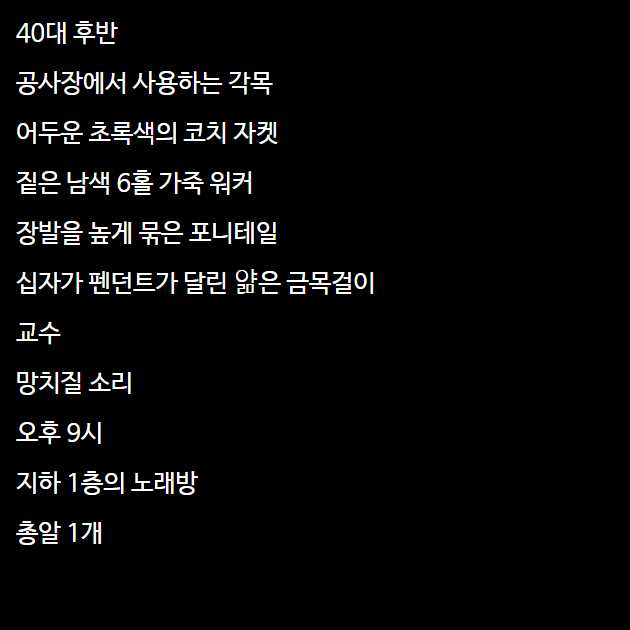 40대 후반
공사장에서 사용하는 각목
어두운 초록색의 코치 자켓
짙은 남색 6홀 가죽 워커
장발을 높게 묶은 포니테일
십자가 펜던트가 달린 얆은 금목걸이
교수
망치질 소리
오후 9시
지하 1층의 노래방
총알 1개